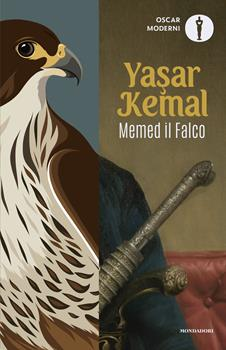 OSCAR
MODERNI
Yaşar
Kemal
Memed il Falco
MONDADORI